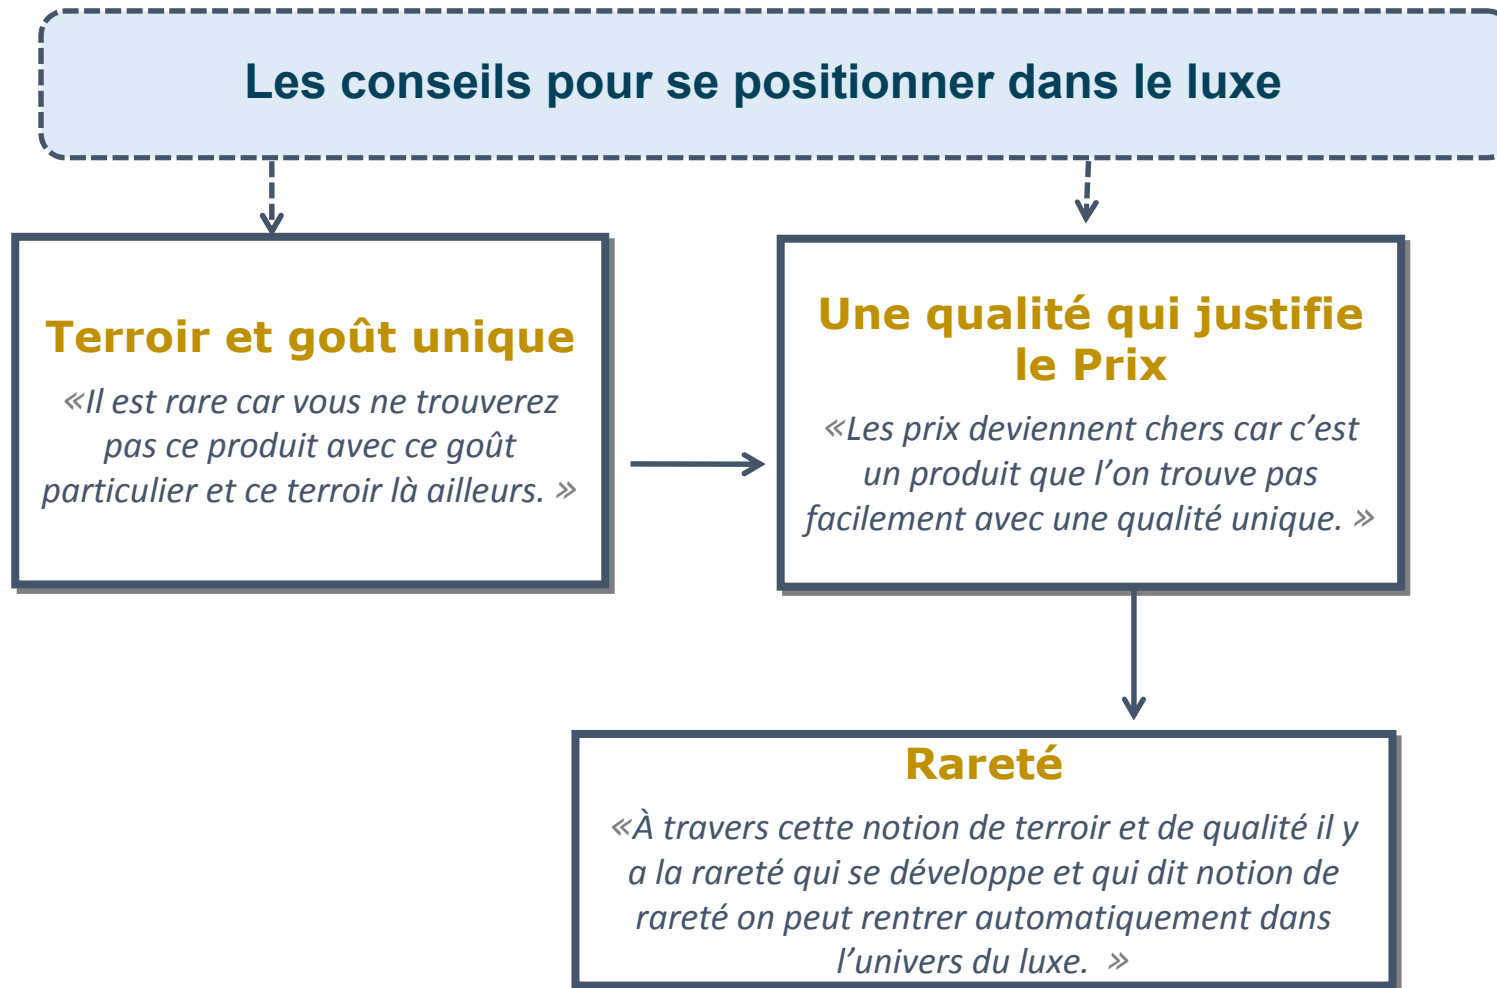 Les conseils pour se positionner dans le luxe
Terroir et goût unique
«Il est rare car vous ne trouverez
pas ce produit avec ce goût
particulier et ce terroir là ailleurs. »
Une qualité qui justifie
le Prix
«Les prix deviennent chers car c’est
un produit que l’on trouve pas
facilement avec une qualité unique. »
Rareté
«À travers cette notion de terroir et de qualité il y
a la rareté qui se développe et qui dit notion de
rareté on peut rentrer automatiquement dans
l’univers du luxe. »